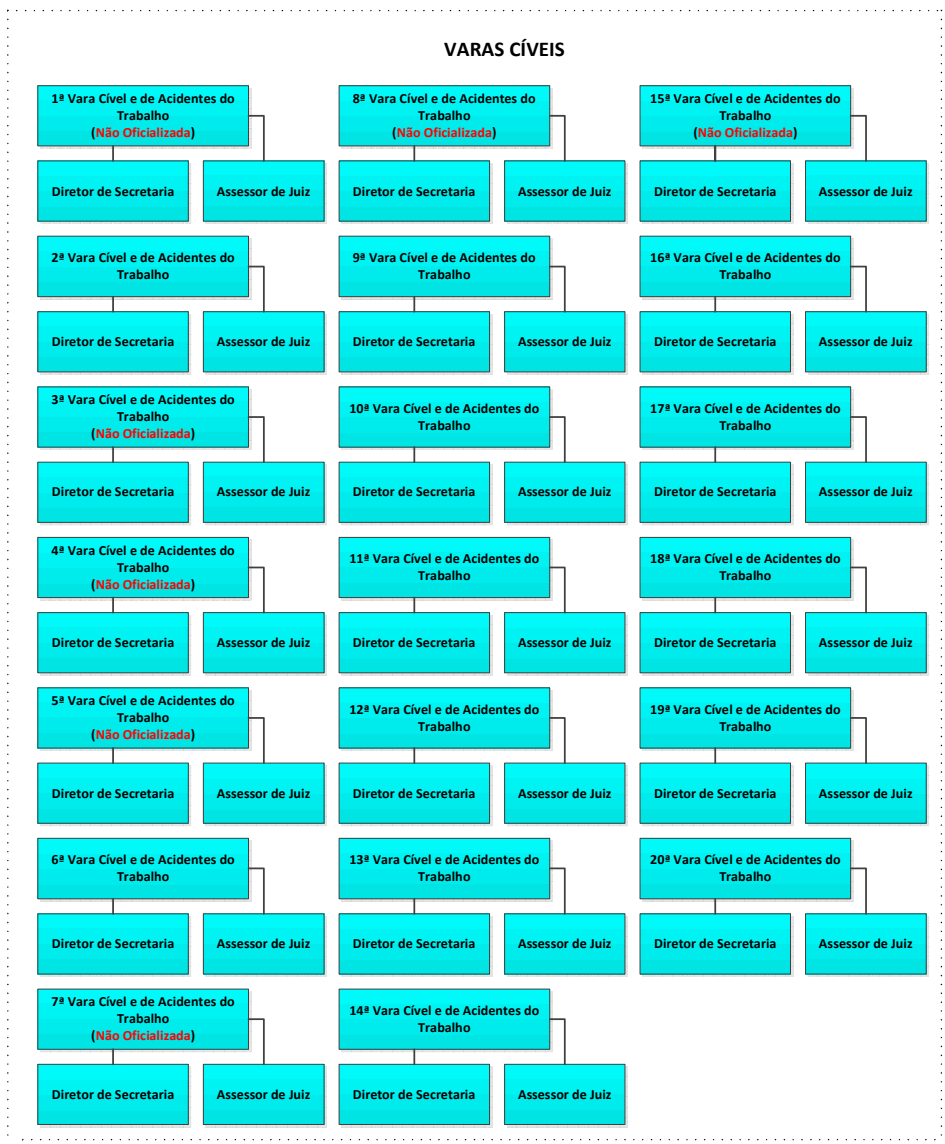 VARAS CÍVEIS
1ª Vara Cível e de Acidentes do
Trabalho
(Não Oficializada)
Diretor de Secretaria
Assessor de Juiz
2ª Vara Cível e de Acidentes do
Trabalho
Diretor de Secretaria
Assessor de Juiz
3ª Vara Cível e de Acidentes do
Trabalho
(Não Oficializada)
Diretor de Secretaria
Assessor de Juiz
4ª Vara Cível e de Acidentes do
Trabalho
(Não Oficializada)
Diretor de Secretaria
Assessor de Juiz
5ª Vara Cível e de Acidentes do
Trabalho
(Não Oficializada)
Diretor de Secretaria
Assessor de Juiz
6ª Vara Cível e de Acidentes do
Trabalho
Diretor de Secretaria
Assessor de Juiz
7ª Vara Cível e de Acidentes do
Trabalho
(Não Oficializada)
Diretor de Secretaria
Assessor de Juiz
8ª Vara Cível e de Acidentes do
Trabalho
(Não Oficializada)
Diretor de Secretaria
Assessor de Juiz
9ª Vara Cível e de Acidentes do
Trabalho
Diretor de Secretaria
Assessor de Juiz
10ª Vara Cível e de Acidentes do
Trabalho
Diretor de Secretaria
Assessor de Juiz
11ª Vara Cível e de Acidentes do
Trabalho
Diretor de Secretaria
Assessor de Juiz
12ª Vara Cível e de Acidentes do
Trabalho
Diretor de Secretaria
Assessor de Juiz
13ª Vara Cível e de Acidentes do
Trabalho
Diretor de Secretaria
Assessor de Juiz
14ª Vara Cível e de Acidentes do
Trabalho
Diretor de Secretaria
Assessor de Juiz
15ª Vara Cível e de Acidentes do
Trabalho
(Não Oficializada)
Diretor de Secretaria
Assessor de Juiz
16ª Vara Cível e de Acidentes do
Trabalho
Diretor de Secretaria
Assessor de Juiz
17ª Vara Cível e de Acidentes do
Trabalho
Diretor de Secretaria
Assessor de Juiz
18ª Vara Cível e de Acidentes do
Trabalho
Diretor de Secretaria
Assessor de Juiz
19ª Vara Cível e de Acidentes do
Trabalho
Diretor de Secretaria
Assessor de Juiz
20ª Vara Cível e de Acidentes do
Trabalho
Diretor de Secretaria
Assessor de Juiz